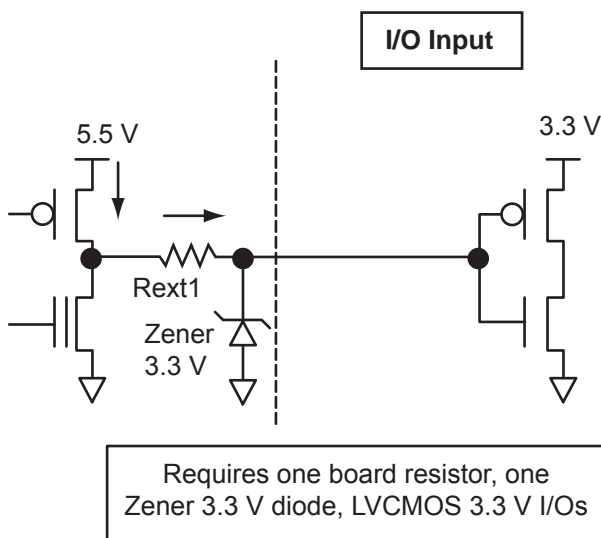 I/O Input
5.5 V
3.3 V
Rext1
Zener
3.3 V
Requires one board resistor, one
Zener 3.3 V diode, LVCMOS 3.3 V I/Os